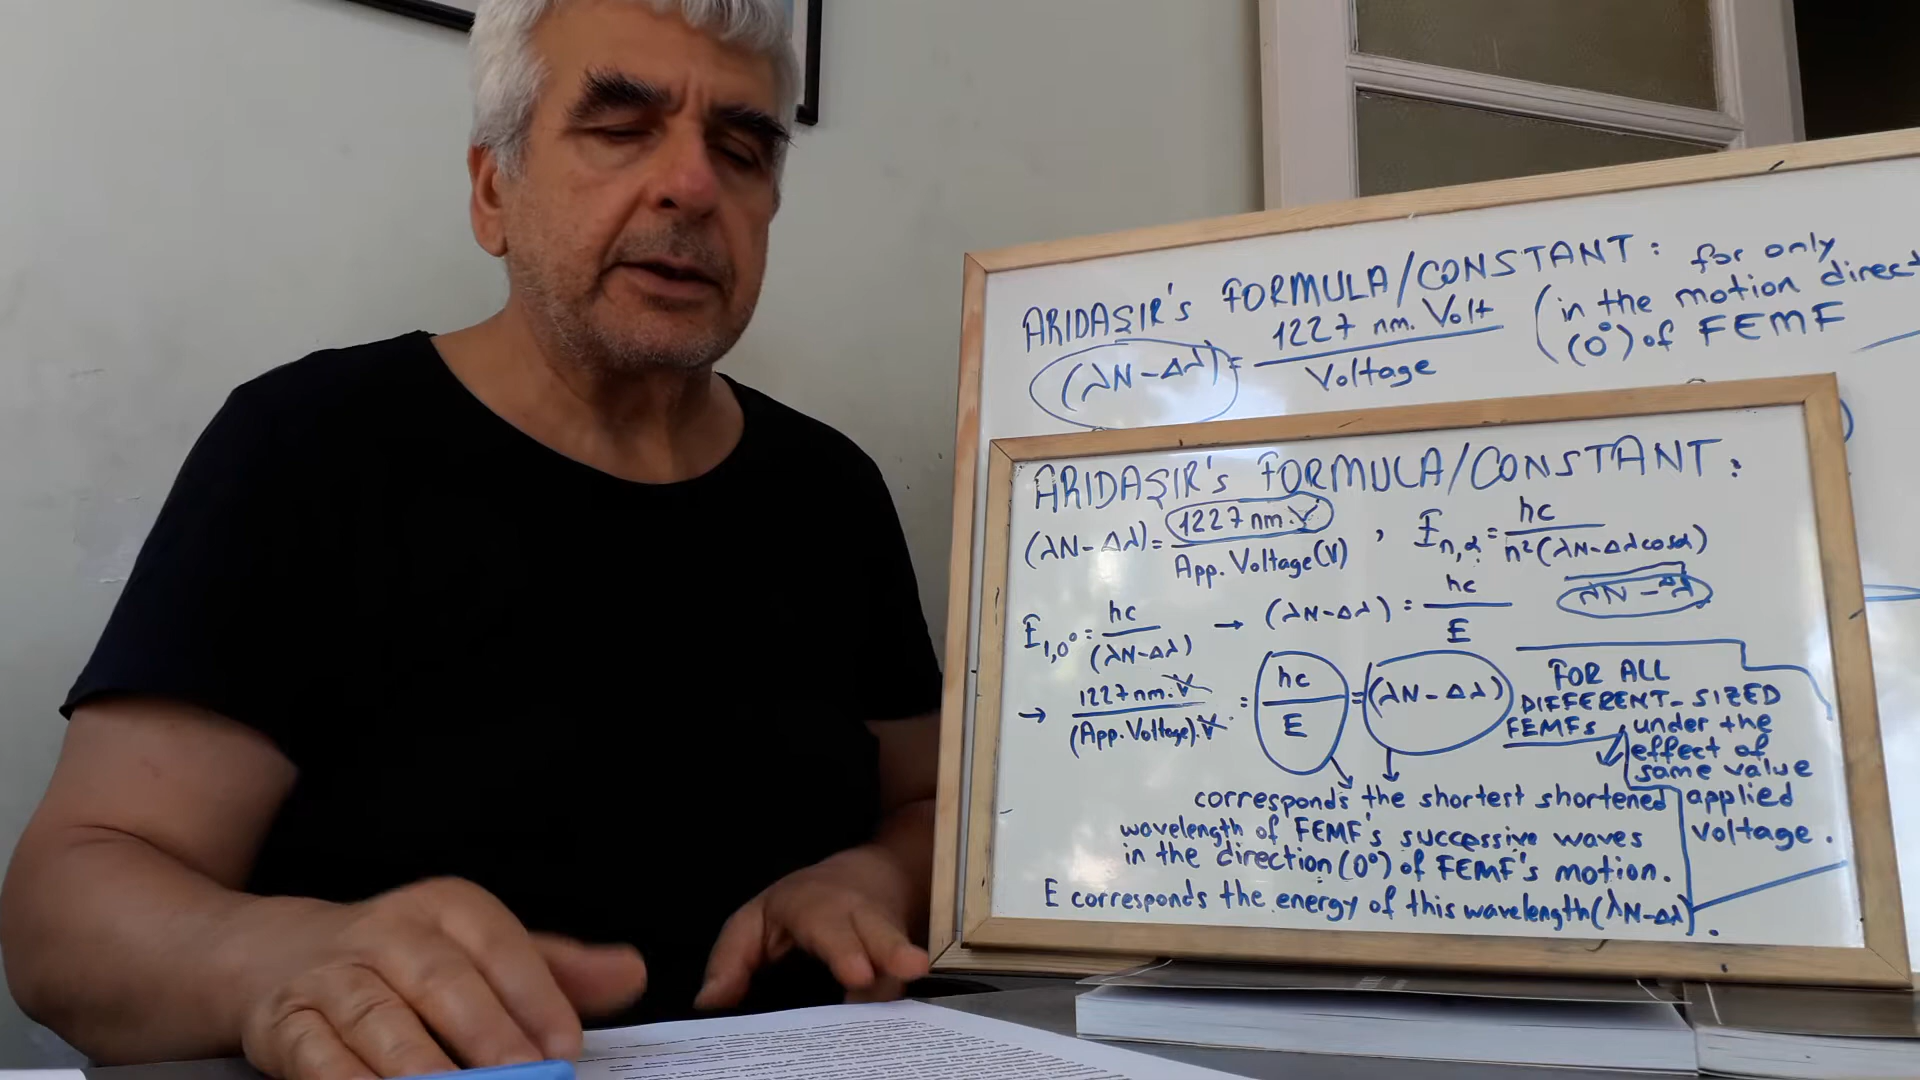 ARIDAŞIR's FORMULA/CONSTANT: for only
(λN-Δλ) = 1227 nm. Volt / Voltage (in the motion direct
(0°) of FEMF
ARIDAŞIR's FORMULA/CONSTANT:
(λN-Δλ) = 1227 nm.V / App. Voltage(V) , En,α = hc / n²(λN-Δλcosα)
E1,0° = hc / (λN-Δλ) → (λN-Δλ) = hc / E
λN-Δλ
→ 1227 nm.V / (App. Voltage).V = hc / E = (λN-Δλ)
FOR ALL
DIFFERENT-SIZED
FEMFs, under the
effect of
same value
applied
voltage.
corresponds the shortest shortened
wavelength of FEMF's successive waves
in the direction (0°) of FEMF's motion.
E corresponds the energy of this wavelength (λN-Δλ).